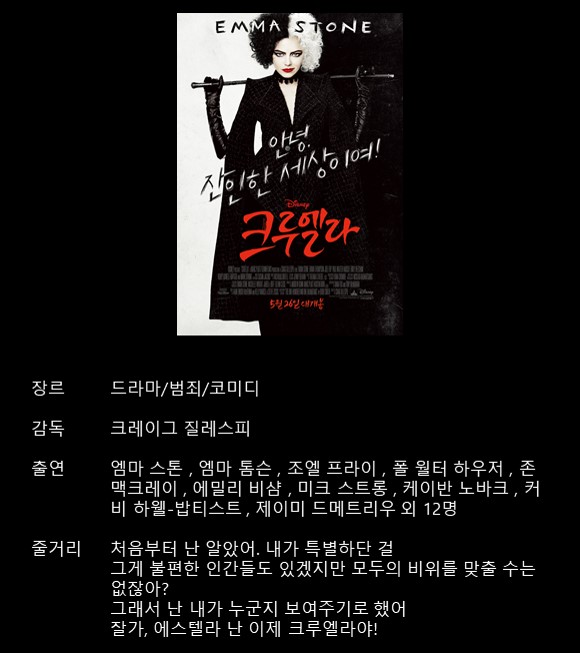 EMMA STONE
안녕,
잔인한 세상이여!
Disney
크루엘라
5월 26일 대개봉
장르 드라마/범죄/코미디
감독 크레이그 질레스피
출연 엠마 스톤 , 엠마 톰슨 , 조엘 프라이 , 폴 월터 하우저 , 존
맥크레이 , 에밀리 비샴 , 미크 스트롱 , 케이반 노바크 , 커
비 하웰-밥티스트 , 제이미 드메트리우 외 12명
줄거리 처음부터 난 알았어. 내가 특별하단 걸
그게 불편한 인간들도 있겠지만 모두의 비위를 맞출 수는
없잖아?
그래서 난 내가 누군지 보여주기로 했어
잘가, 에스텔라 난 이제 크루엘라야!